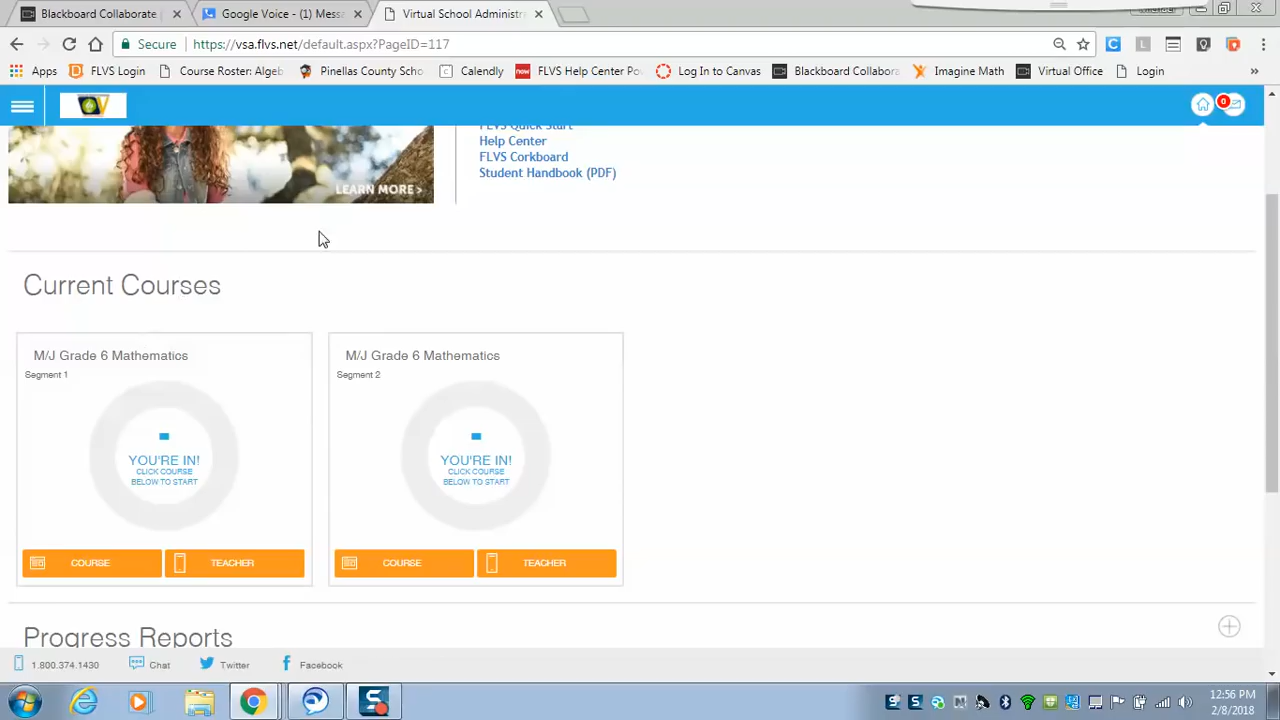 Blackboard Collaborate
Google Voice - (1) Mess
Virtual School Administr
Secure
https://vsa.flvs.net/default.aspx?PageID=117
Apps
FLVS Login
Course Roster: Algeb
Pinellas County Scho
Calendly
now
FLVS Help Center Po
Log In to Canvas
Blackboard Collabora
Imagine Math
Virtual Office
Login
0
FLVS Quick Start
Help Center
LEARN MORE >
FLVS Corkboard
Student Handbook (PDF)
Current Courses
M/J Grade 6 Mathematics
Segment 1
YOU'RE IN!
CLICK COURSE
BELOW TO START
COURSE
TEACHER
M/J Grade 6 Mathematics
Segment 2
YOU'RE IN!
CLICK COURSE
BELOW TO START
COURSE
TEACHER
Progress Reports
1.800.374.1430
Chat
Twitter
Facebook
12:56 PM
2/8/2018